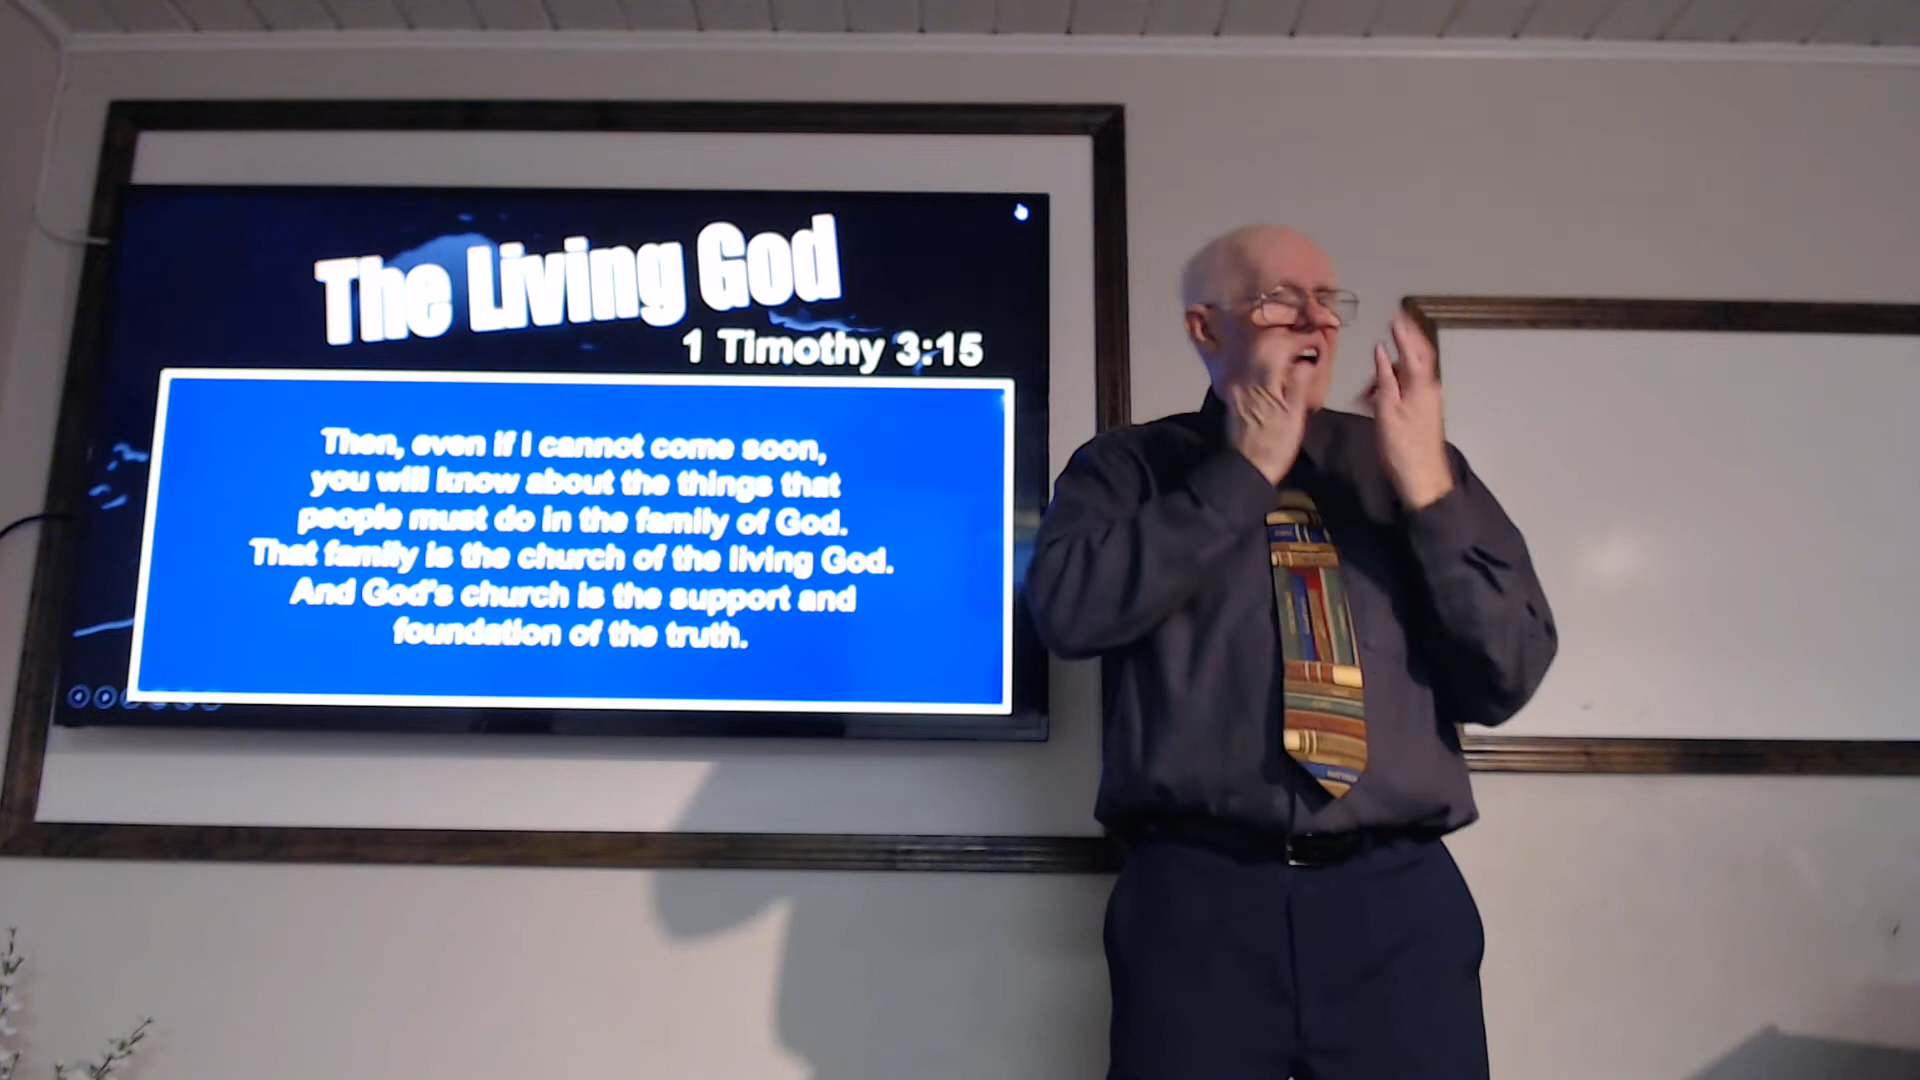 The Living God
1 Timothy 3:15
Then, even if I cannot come soon,
you will know about the things that
people must do in the family of God.
That family is the church of the living God.
And God's church is the support and
foundation of the truth.